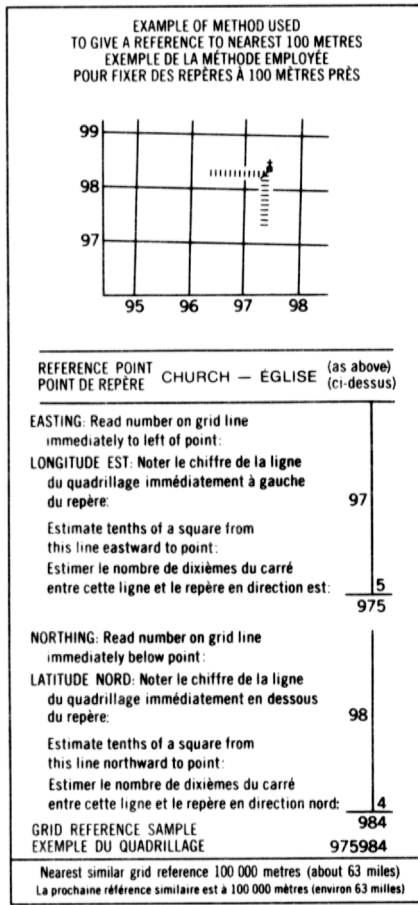 EXAMPLE OF METHOD USED
TO GIVE A REFERENCE TO NEAREST 100 METRES
EXEMPLE DE LA MÉTHODE EMPLOYÉE
POUR FIXER DES REPÈRES À 100 MÈTRES PRÈS
99
98
97
95 96 97 98
REFERENCE POINT
POINT DE REPÈRE
CHURCH — ÉGLISE
(as above)
(ci-dessus)
EASTING: Read number on grid line
immediately to left of point:
LONGITUDE EST: Noter le chiffre de la ligne
du quadrillage immédiatement à gauche
du repère: 97
Estimate tenths of a square from
this line eastward to point:
Estimer le nombre de dixièmes du carré
entre cette ligne et le repère en direction est: 5
975
NORTHING: Read number on grid line
immediately below point:
LATITUDE NORD: Noter le chiffre de la ligne
du quadrillage immédiatement en dessous
du repère: 98
Estimate tenths of a square from
this line northward to point:
Estimer le nombre de dixièmes du carré
entre cette ligne et le repère en direction nord: 4
984
GRID REFERENCE SAMPLE
EXEMPLE DU QUADRILLAGE 975984
Nearest similar grid reference 100 000 metres (about 63 miles)
La prochaine référence similaire est à 100 000 mètres (environ 63 milles)